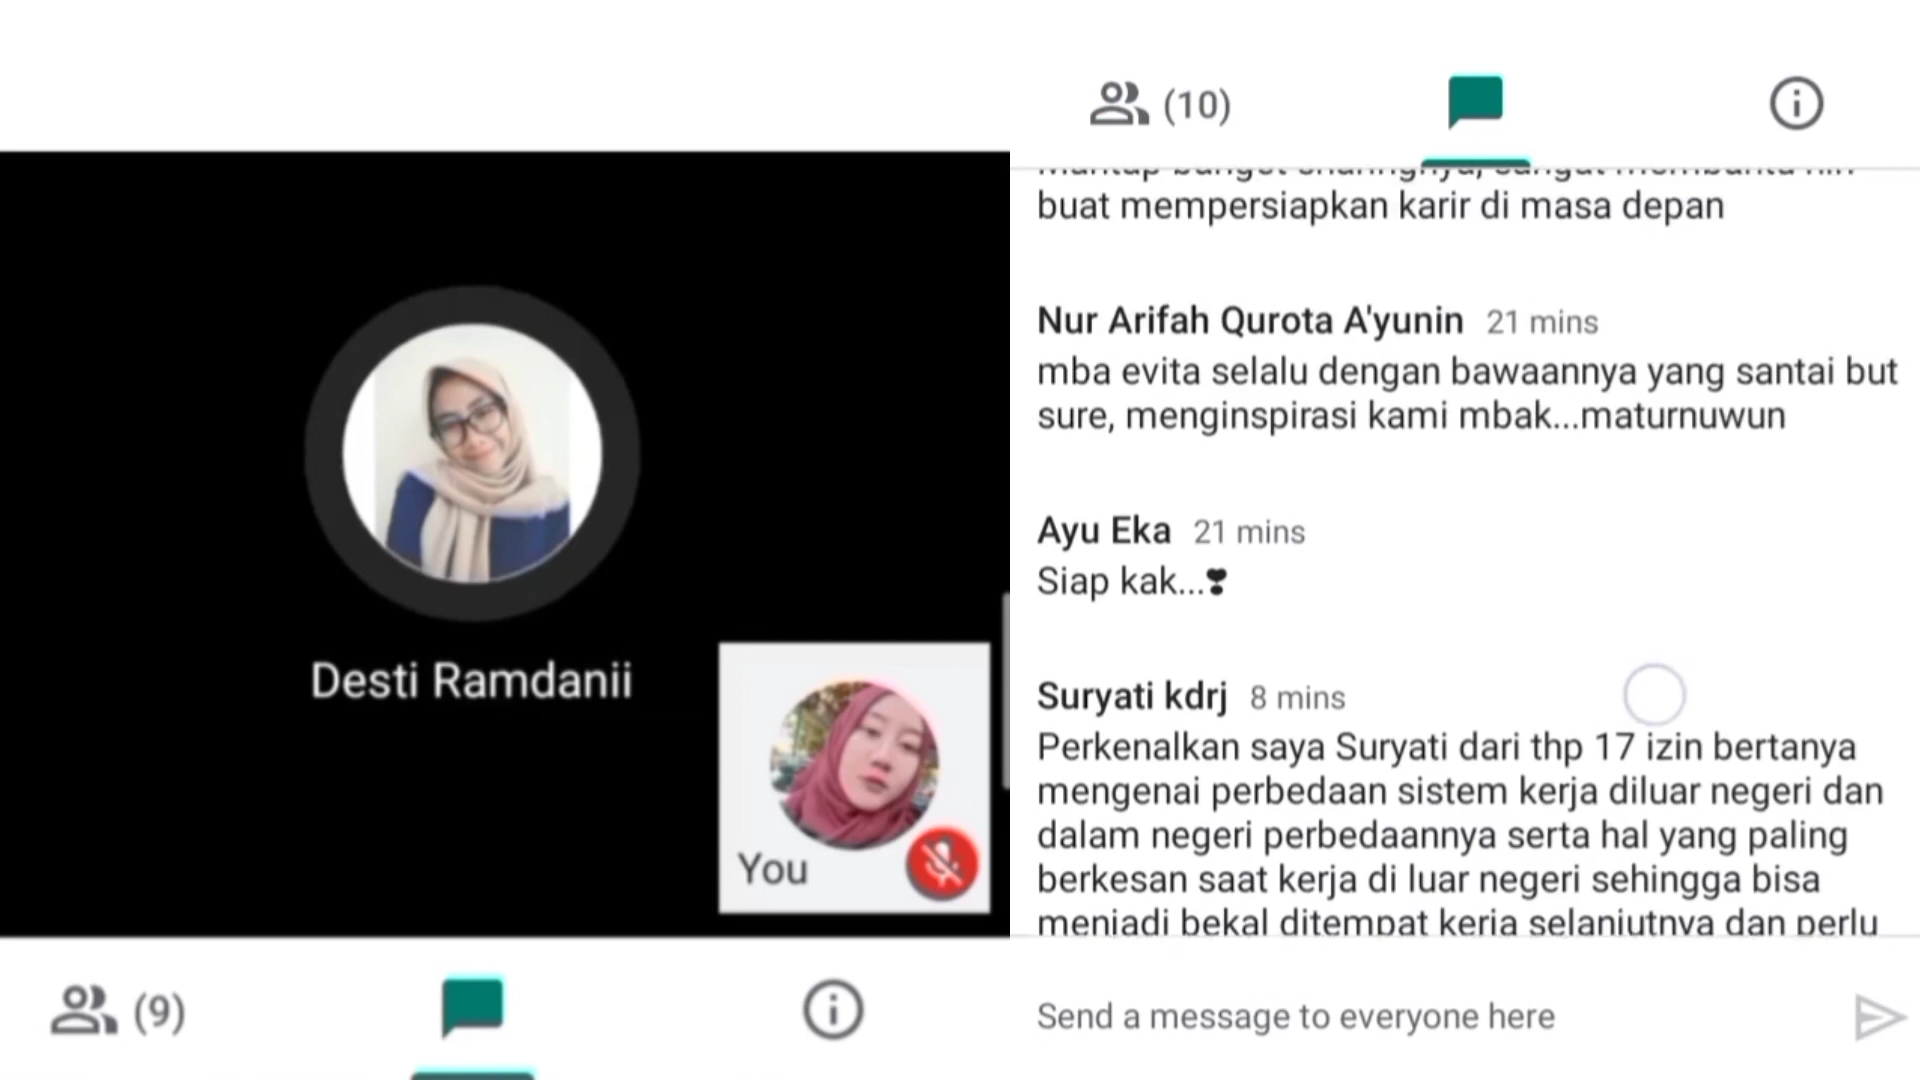 Desti Ramdanii
You
(9)
(10)
buat mempersiapkan karir di masa depan
Nur Arifah Qurota A'yunin 21 mins
mba evita selalu dengan bawaannya yang santai but
sure, menginspirasi kami mbak...maturnuwun
Ayu Eka 21 mins
Siap kak...❣
Suryati kdrj 8 mins
Perkenalkan saya Suryati dari thp 17 izin bertanya
mengenai perbedaan sistem kerja diluar negeri dan
dalam negeri perbedaannya serta hal yang paling
berkesan saat kerja di luar negeri sehingga bisa
menjadi bekal ditempat kerja selanjutnya dan perlu
Send a message to everyone here